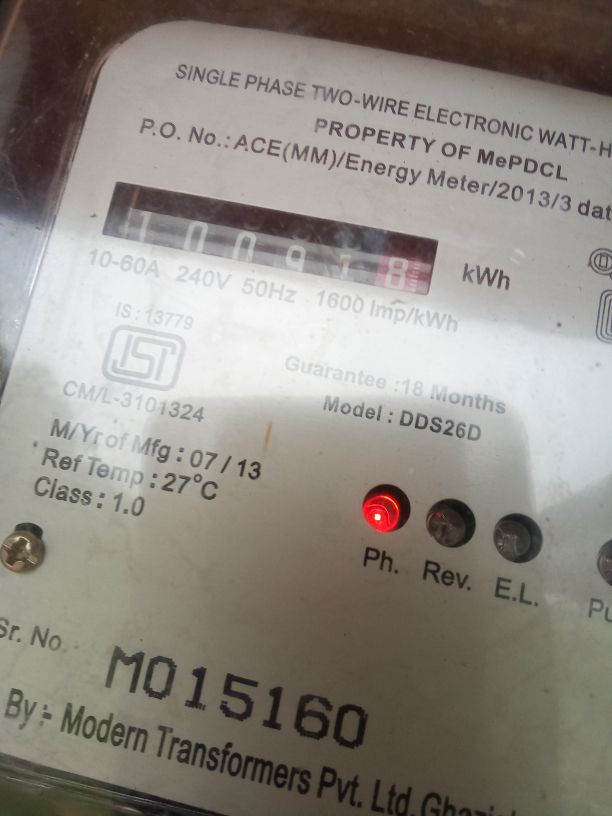 SINGLE PHASE TWO-WIRE ELECTRONIC WATT-H
PROPERTY OF MePDCL
P.O. No.: ACE(MM)/Energy Meter/2013/3 dat
100918 kWh
10-60A 240V 50Hz 1600 Imp/kWh
IS : 13779
ISI
CM/L-3101324
Guarantee :18 Months
Model : DDS26D
M/Yr of Mfg : 07 / 13
Ref Temp : 27°C
Class : 1.0
Ph. Rev. E.L. Pu
Sr. No
M015160
By :- Modern Transformers Pvt. Ltd. Ghazia